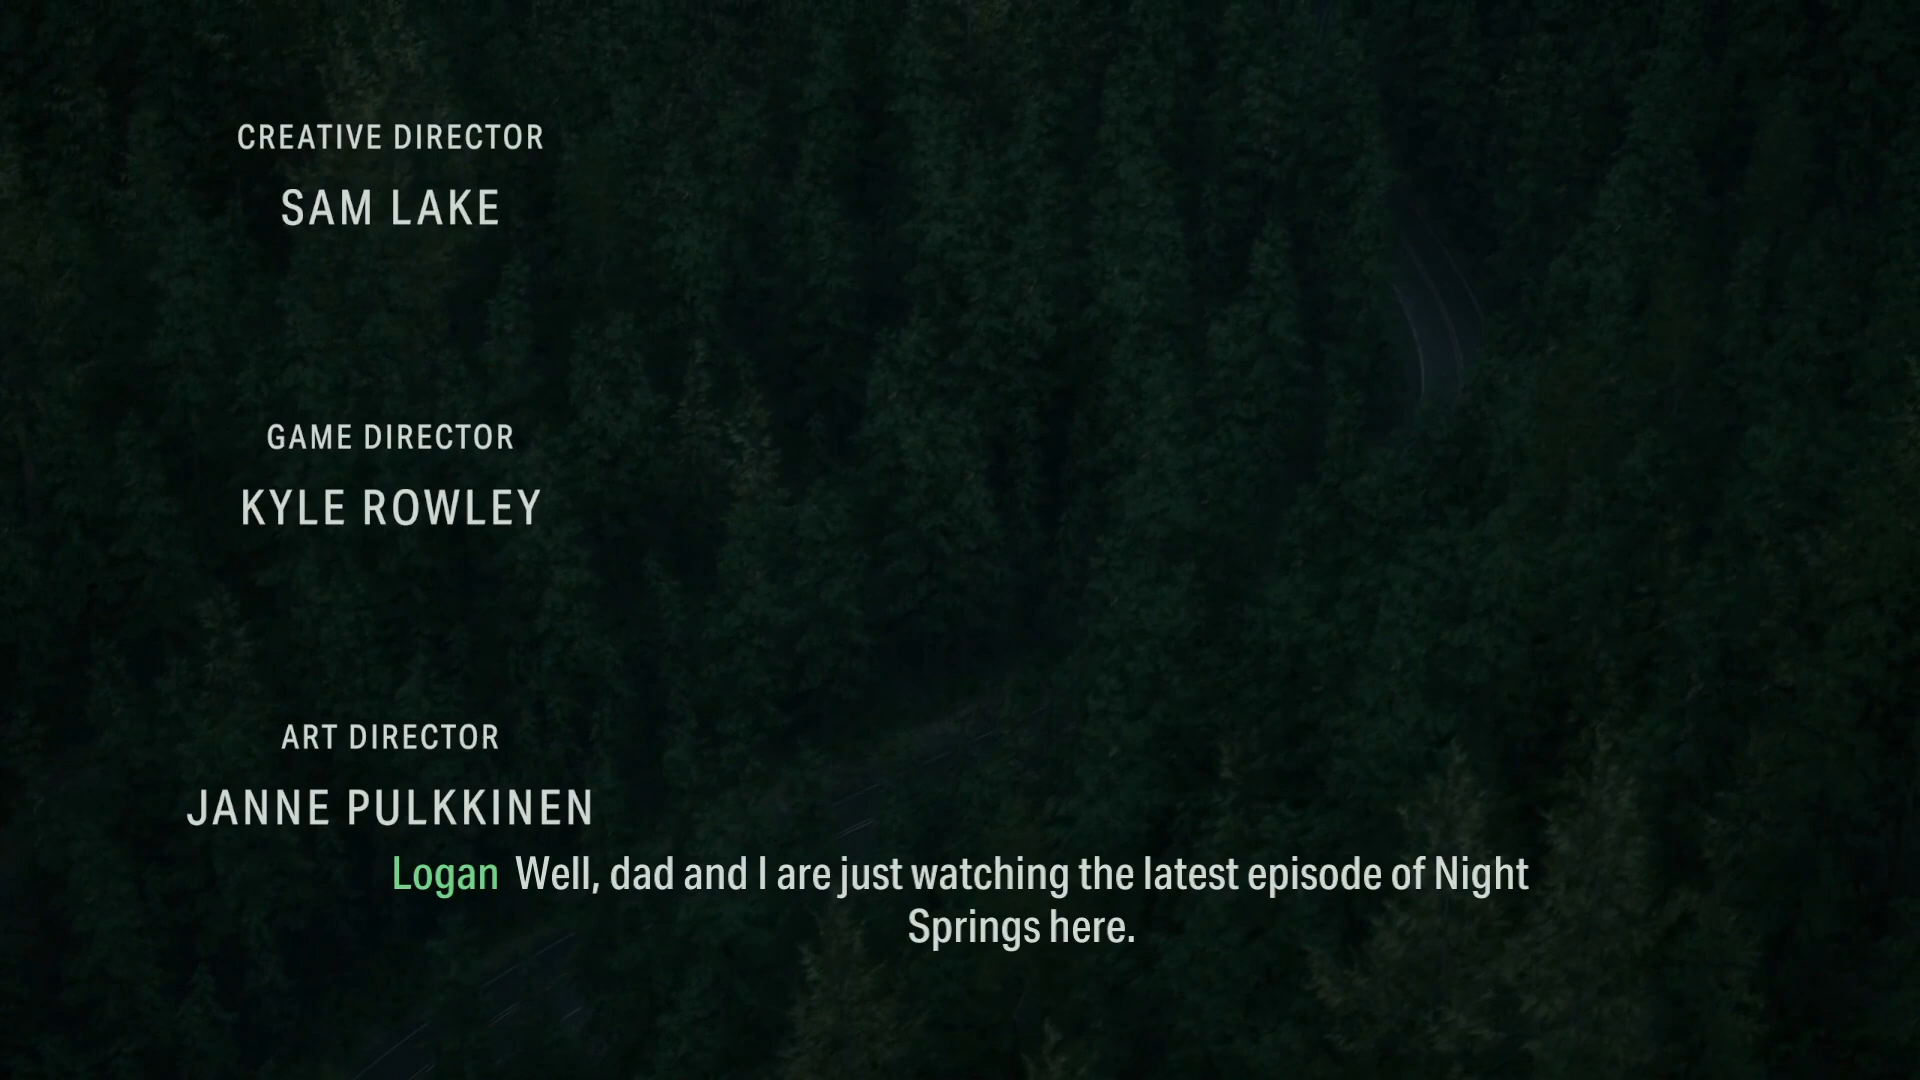 CREATIVE DIRECTOR
SAM LAKE
GAME DIRECTOR
KYLE ROWLEY
ART DIRECTOR
JANNE PULKKINEN
Logan Well, dad and I are just watching the latest episode of Night
Springs here.